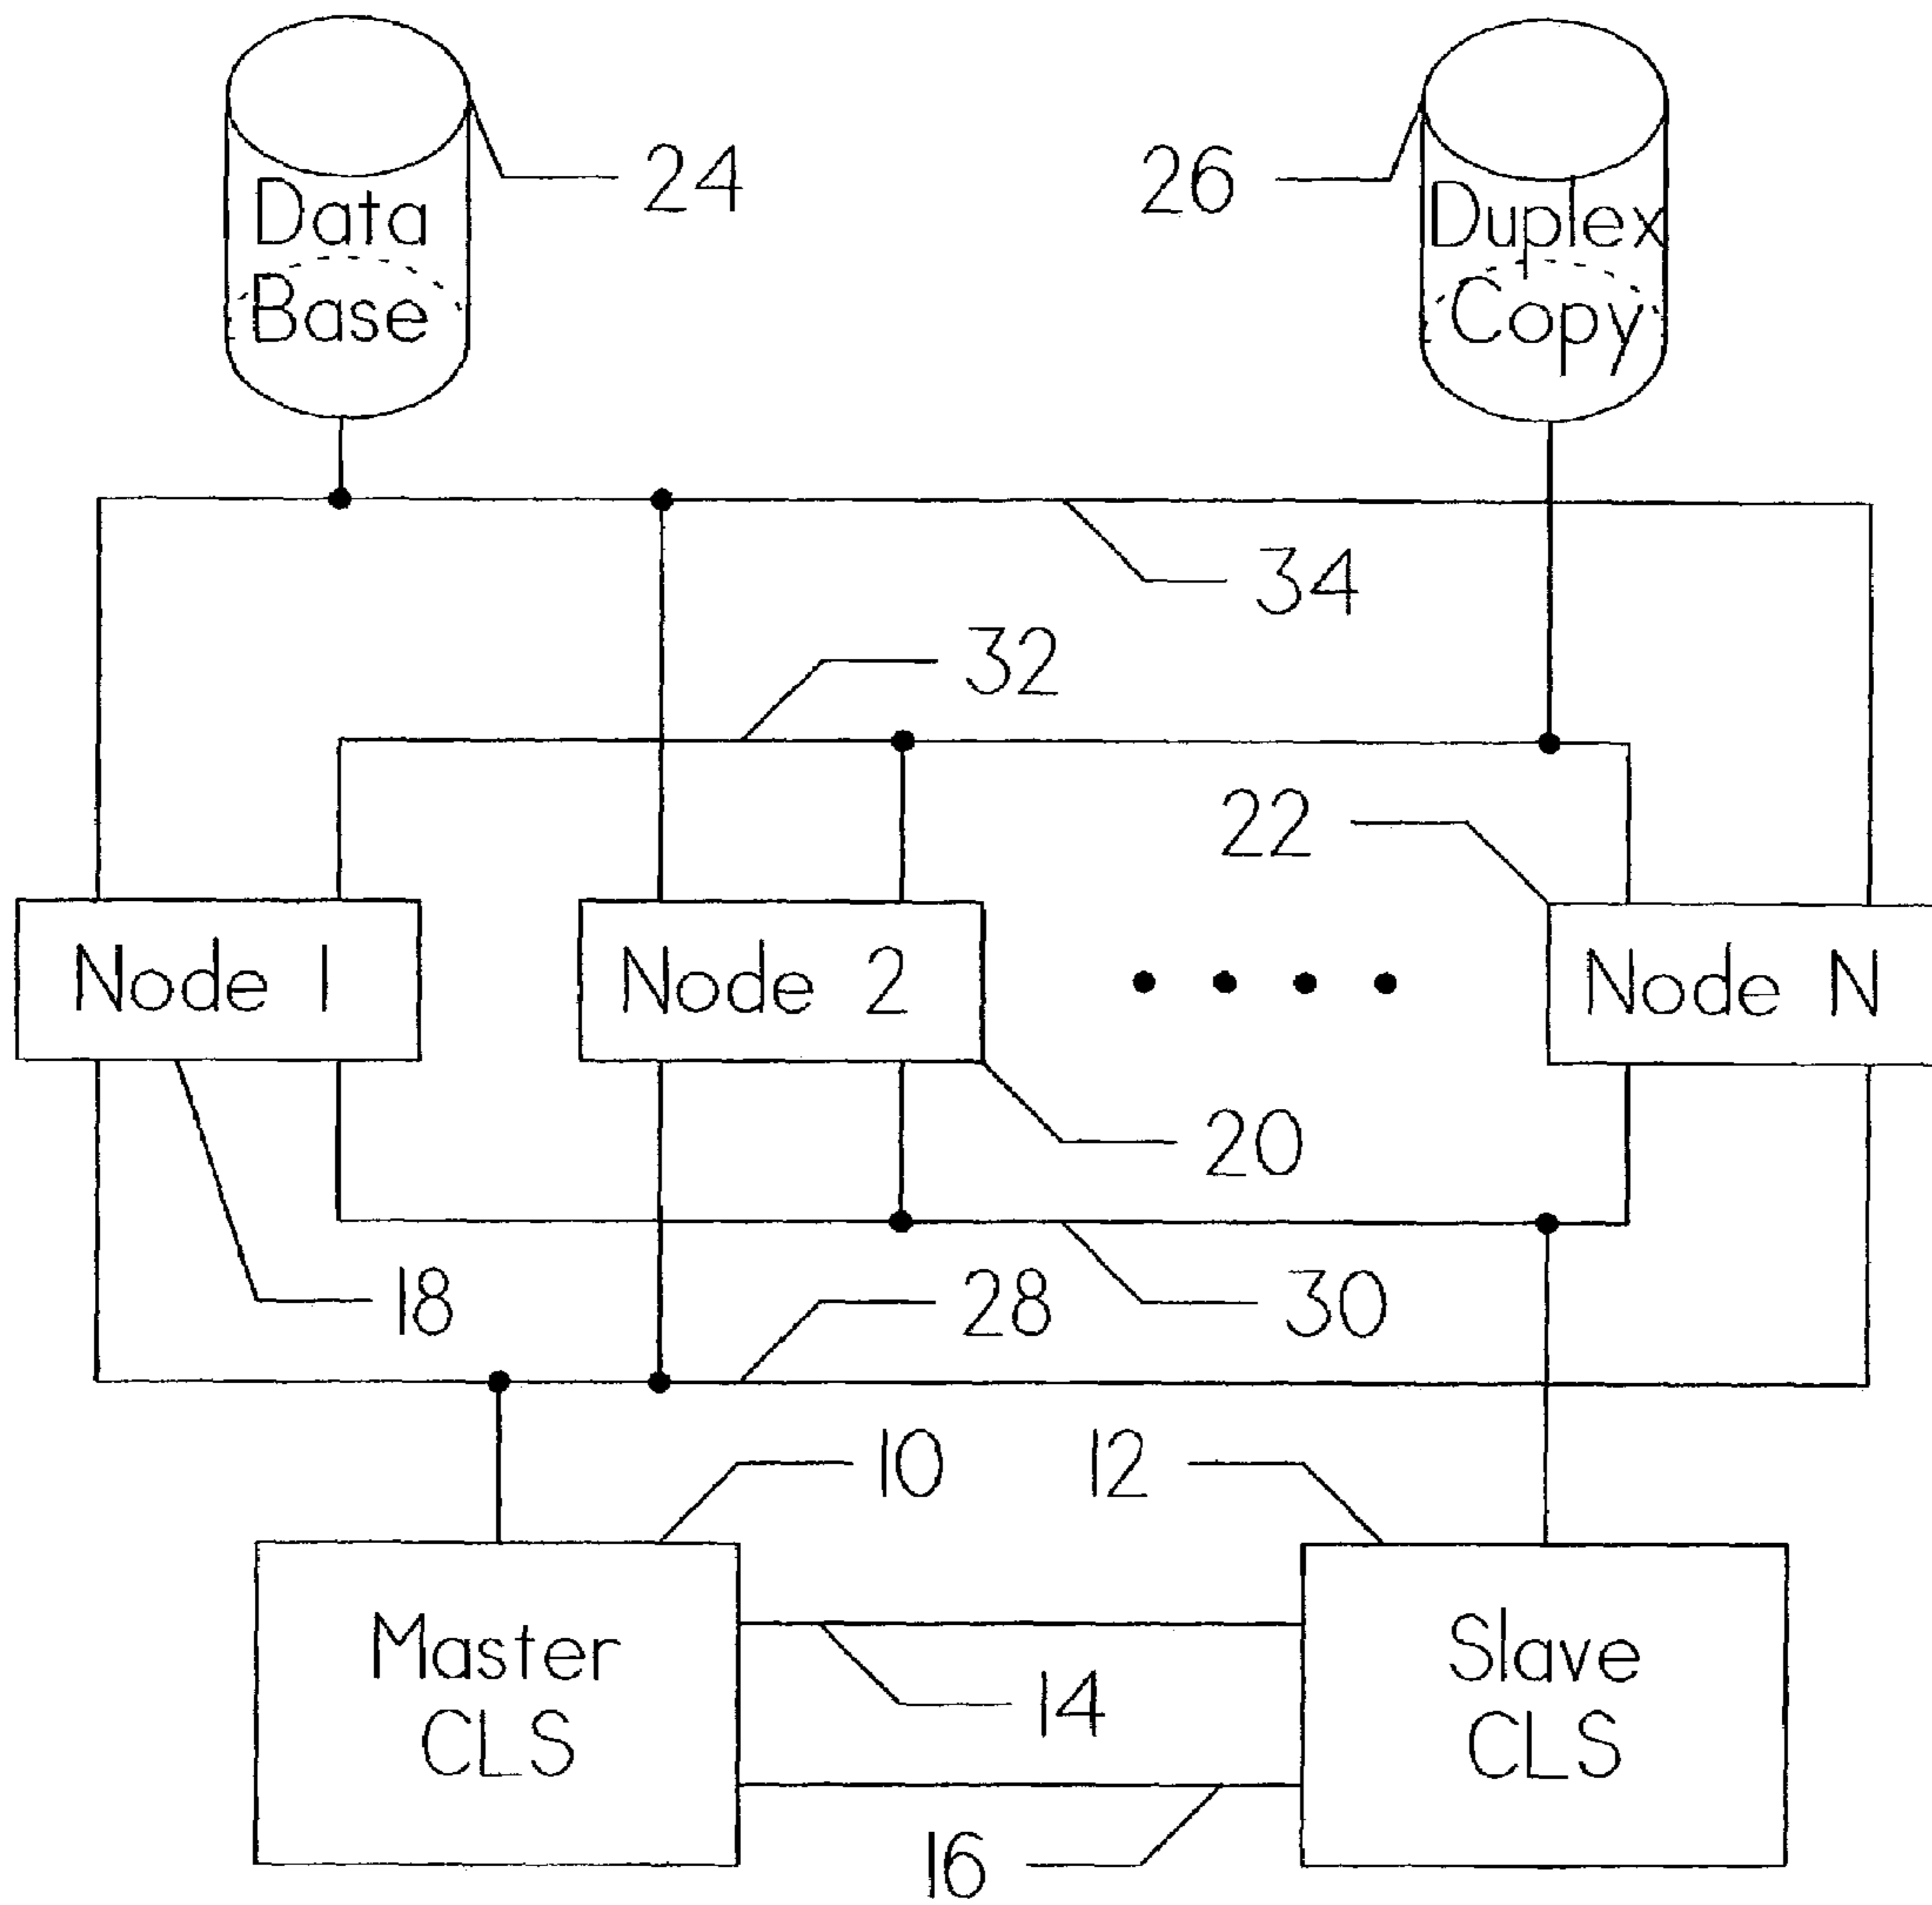 24
26
Data
Base
Duplex
Copy
34
32
22
Node 1
Node 2
Node N
20
18
28
30
10
12
Master
CLS
Slave
CLS
14
16